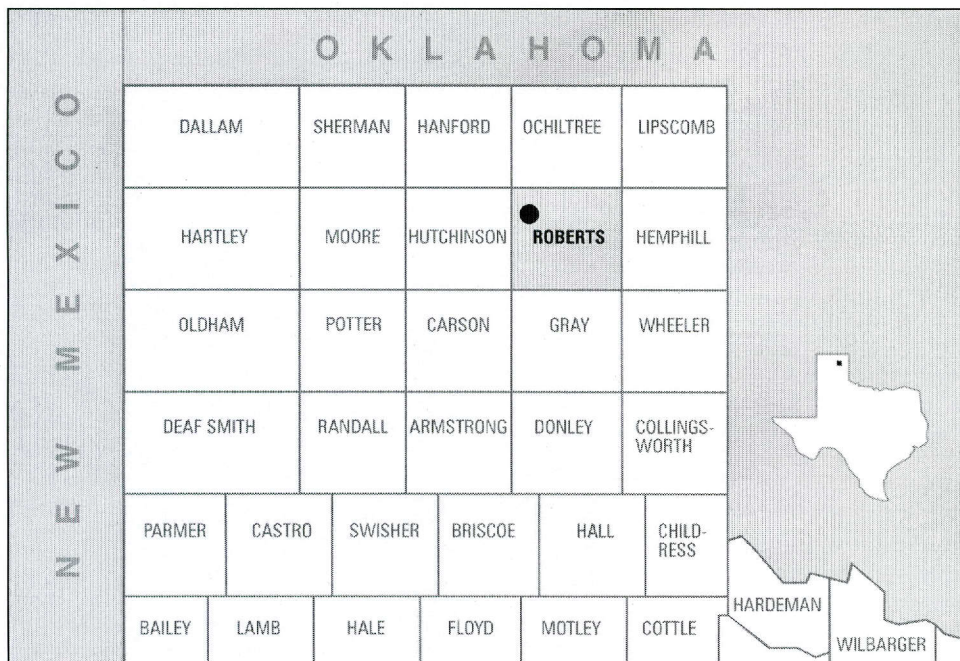 OKLAHOMA
NEW MEXICO
DALLAM SHERMAN HANFORD OCHILTREE LIPSCOMB
HARTLEY MOORE HUTCHINSON ROBERTS HEMPHILL
OLDHAM POTTER CARSON GRAY WHEELER
DEAF SMITH RANDALL ARMSTRONG DONLEY COLLINGS-
WORTH
PARMER CASTRO SWISHER BRISCOE HALL CHILD-
RESS
HARDEMAN
BAILEY LAMB HALE FLOYD MOTLEY COTTLE
WILBARGER